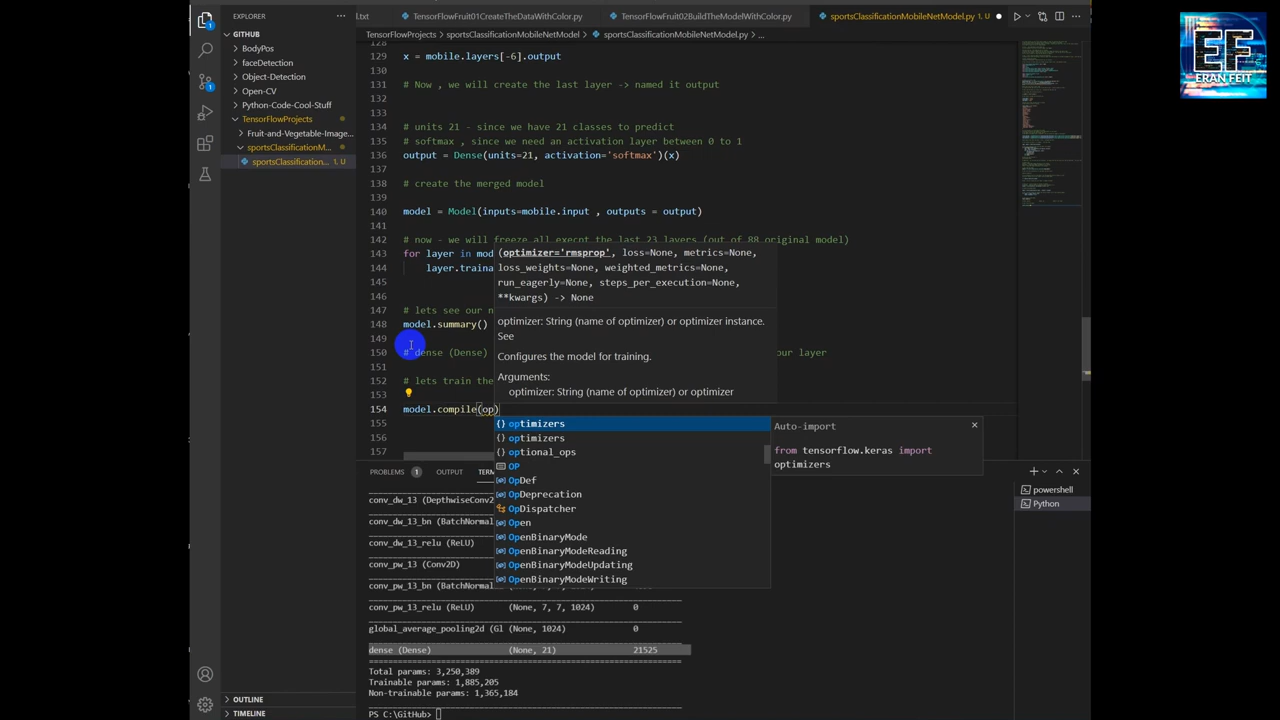 EXPLORER
GITHUB
BodyPos
faceDetection
Object-Detection
Open-CV
Python-Code-Cool-Stuff
TensorFlowProjects
Fruit-and-Vegetable-Image...
sportsClassificationM...
sportsClassification... 1, U
OUTLINE
TIMELINE
.txt
TensorFlowFruit01CreateTheDataWithColor.py
TensorFlowFruit02BuildTheModelWithColor.py
sportsClassificationMobileNetModel.py 1, U
TensorFlowProjects > sportsClassificationMobileNetModel > sportsClassificationMobileNetModel.py > ...
128
129 x = mobile.layers[-6].output
130
131 # Now , we will create the last layer -> named it output
132
133
134 # units 21 - since we have 21 classes to predict
135 # softmax , since we need an activation layer between 0 to 1
136 output = Dense(units=21, activation='softmax')(x)
137
138 # create the merged model
139
140 model = Model(inputs=mobile.input , outputs = output)
141
142 # now - we will freeze all execpt the last 23 layers (out of 88 original model)
143 for layer in mod
144 layer.traina
145
146
147 # lets see our n
148 model.summary()
149
150 # dense (Dense) our layer
151
152 # lets train the
153
154 model.compile(op)
155
156
157
(optimizer='rmsprop', loss=None, metrics=None,
loss_weights=None, weighted_metrics=None,
run_eagerly=None, steps_per_execution=None,
**kwargs) -> None
optimizer: String (name of optimizer) or optimizer instance.
See
Configures the model for training.
Arguments:
optimizer: String (name of optimizer) or optimizer
optimizers
optimizers
optional_ops
OP
OpDef
OpDeprecation
OpDispatcher
Open
OpenBinaryMode
OpenBinaryModeReading
OpenBinaryModeUpdating
OpenBinaryModeWriting
Auto-import
from tensorflow.keras import
optimizers
PROBLEMS 1 OUTPUT TERM
powershell
Python
conv_dw_13 (DepthwiseConv2
conv_dw_13_bn (BatchNormal
conv_dw_13_relu (ReLU)
conv_pw_13 (Conv2D)
conv_pw_13_bn (BatchNormal
conv_pw_13_relu (ReLU) (None, 7, 7, 1024) 0
global_average_pooling2d (Gl (None, 1024) 0
dense (Dense) (None, 21) 21525
Total params: 3,250,389
Trainable params: 1,885,205
Non-trainable params: 1,365,184
PS C:\GitHub>
EF
ERAN FEIT